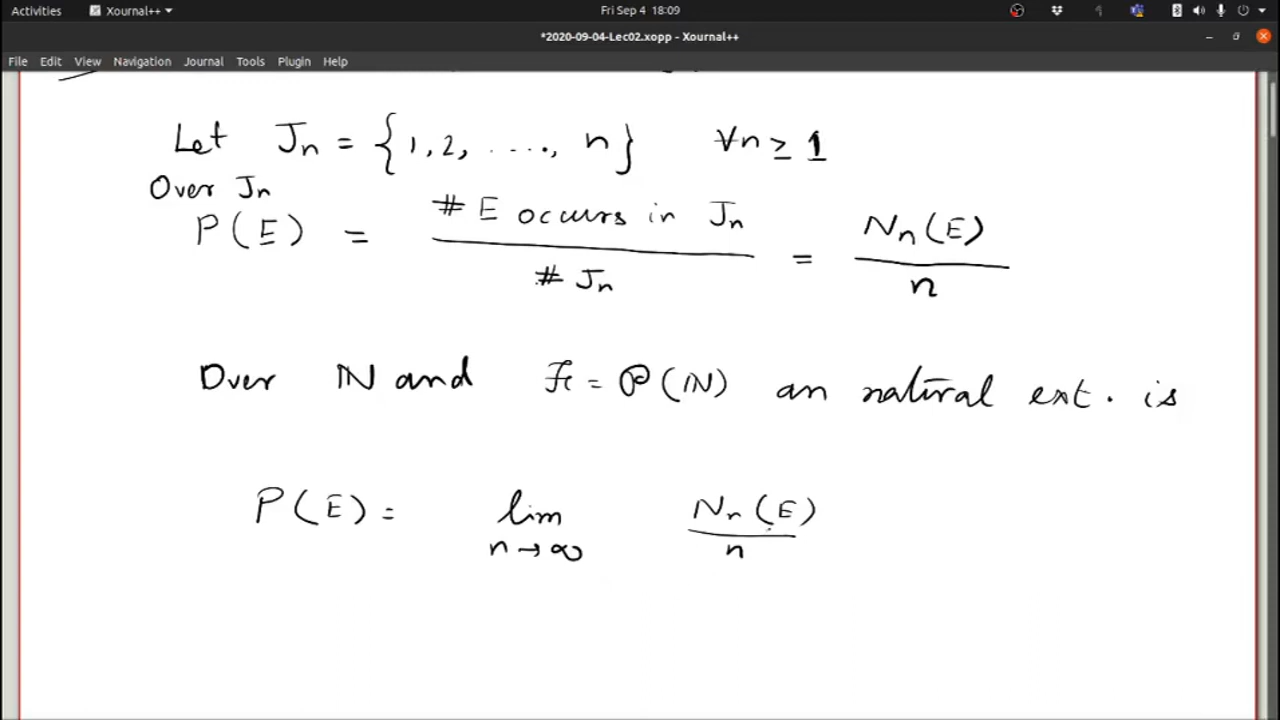 Activities Xournal++ Fri Sep 4 18:09
*2020-09-04-Lec02.xopp - Xournal++
File Edit View Navigation Journal Tools Plugin Help
Let Jn = {1, 2, ....., n} ∀n ≥ 1
Over Jn
P(E) = # E occurs in Jn / # Jn = Nn(E) / n
Over ℕ and ℱ = 𝒫(ℕ) an natural ext. is
P(E) = lim n→∞ Nn(E) / n